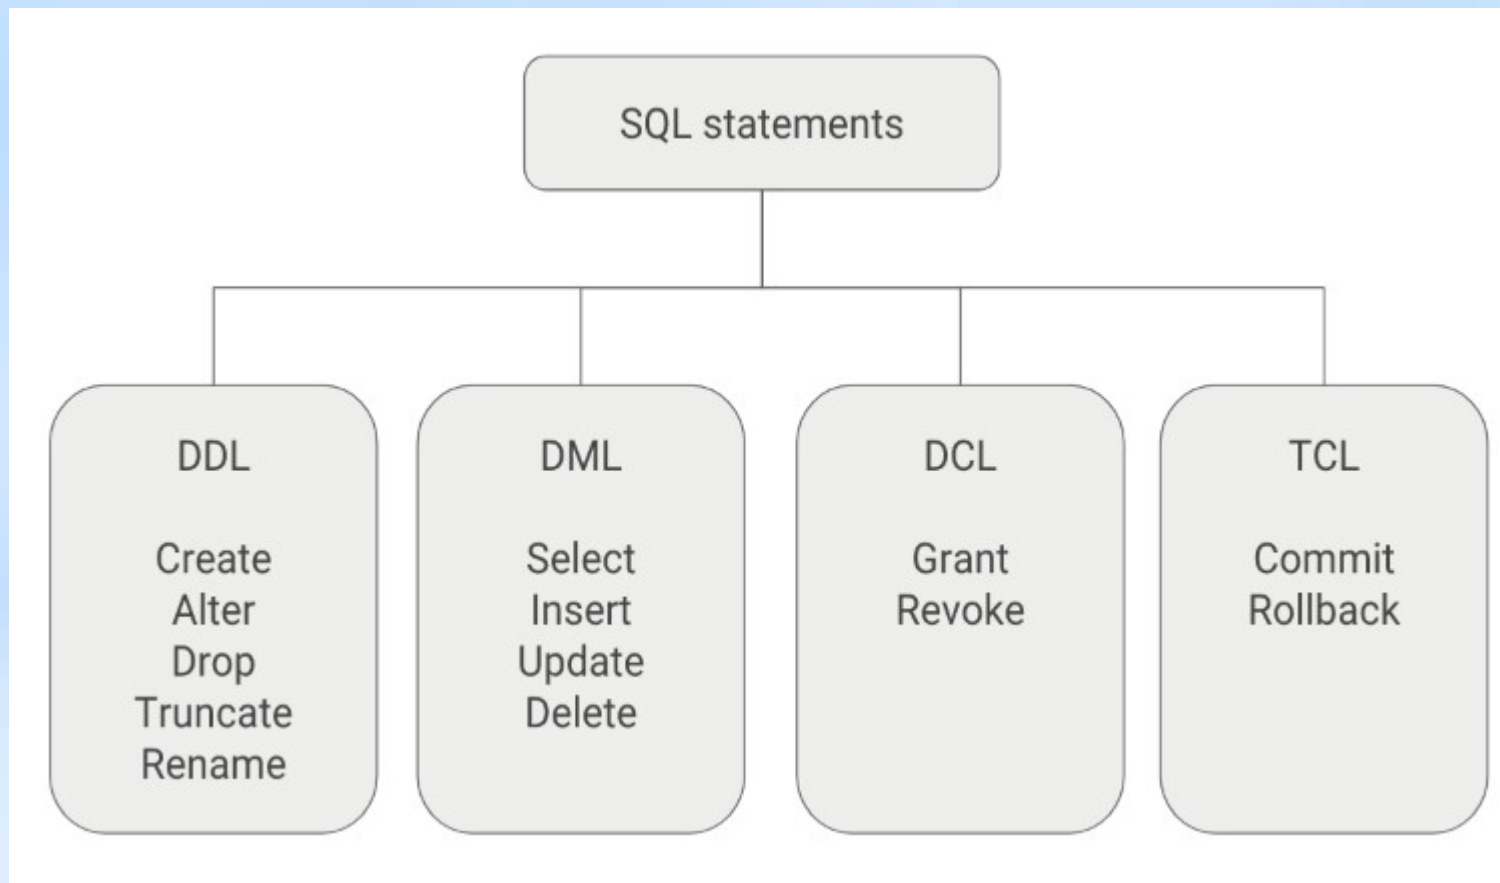 SQL statements
DDL
Create
Alter
Drop
Truncate
Rename
DML
Select
Insert
Update
Delete
DCL
Grant
Revoke
TCL
Commit
Rollback